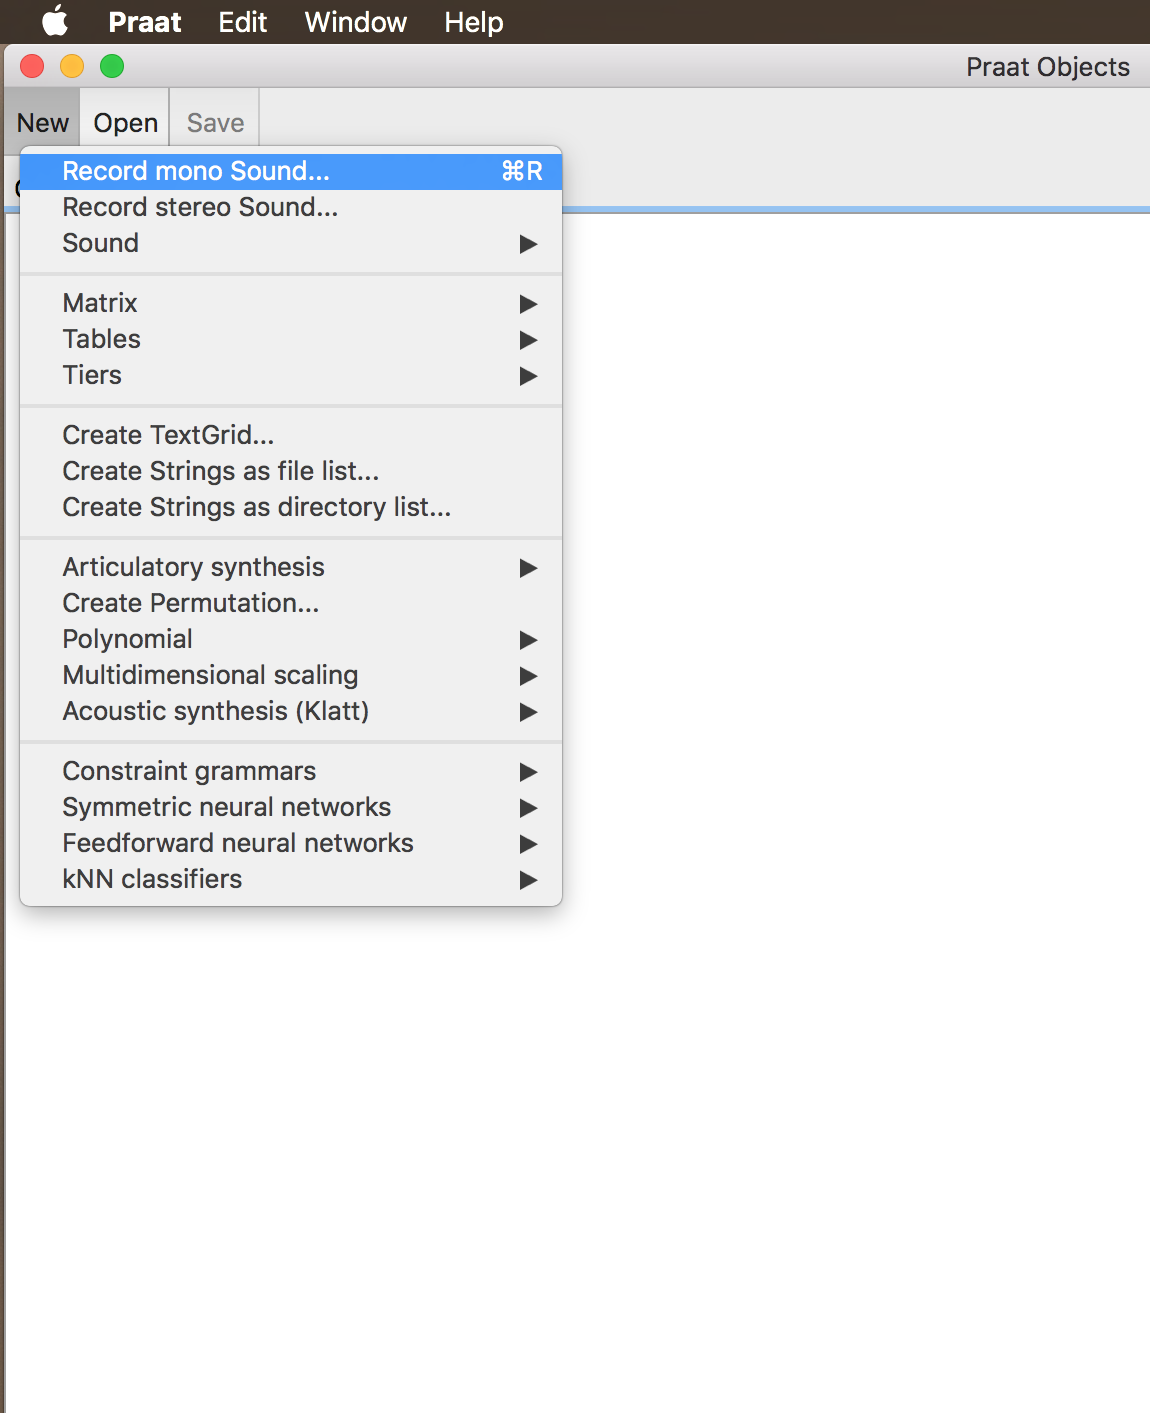 Praat Edit Window Help
Praat Objects
New Open Save
Record mono Sound... ⌘R
Record stereo Sound...
Sound
Matrix
Tables
Tiers
Create TextGrid...
Create Strings as file list...
Create Strings as directory list...
Articulatory synthesis
Create Permutation...
Polynomial
Multidimensional scaling
Acoustic synthesis (Klatt)
Constraint grammars
Symmetric neural networks
Feedforward neural networks
kNN classifiers